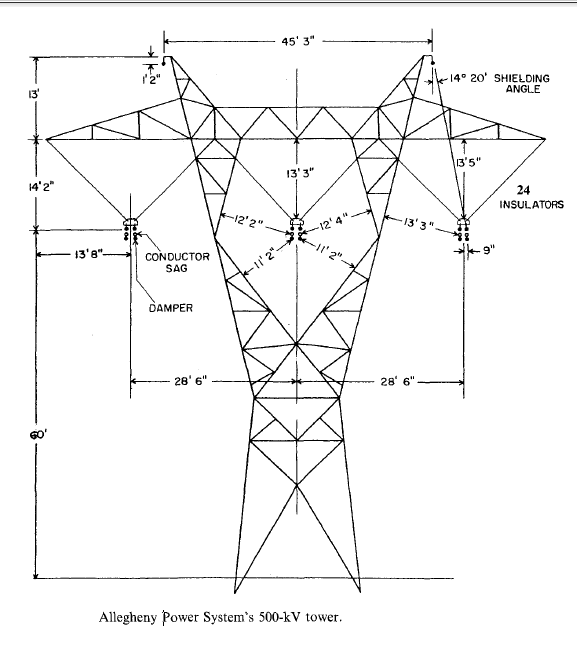 45' 3"
1'2"
14° 20' SHIELDING
ANGLE
13'
13'5"
14'2"
13'3"
24
INSULATORS
12'2"
12'4"
13'3"
13'8"
CONDUCTOR
SAG
11'2"
11'2"
9"
DAMPER
28' 6"
28' 6"
60'
Allegheny Power System's 500-kV tower.